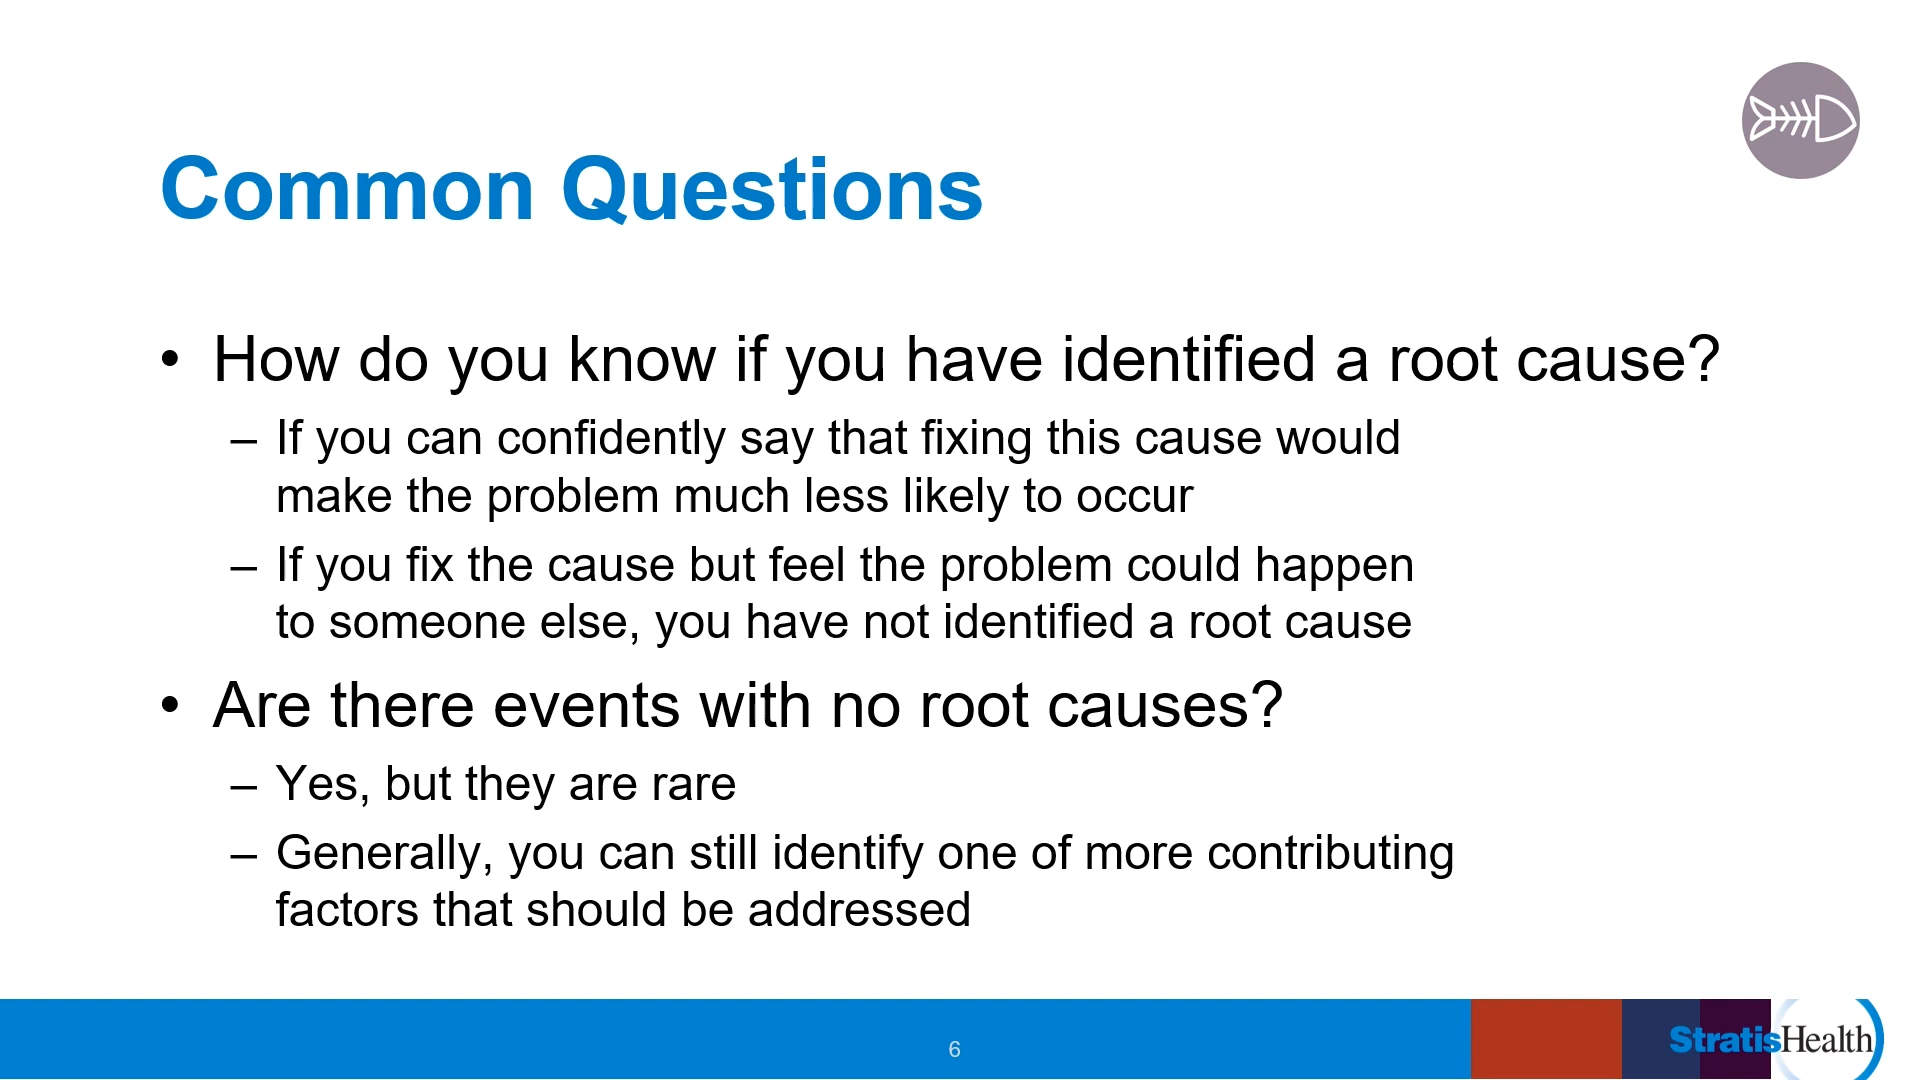 Common Questions
• How do you know if you have identified a root cause?
– If you can confidently say that fixing this cause would
make the problem much less likely to occur
– If you fix the cause but feel the problem could happen
to someone else, you have not identified a root cause
• Are there events with no root causes?
– Yes, but they are rare
– Generally, you can still identify one of more contributing
factors that should be addressed
6
StratisHealth